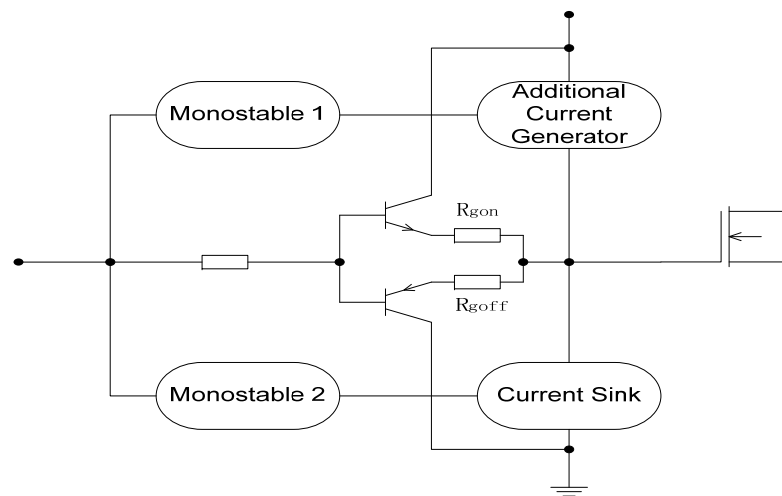 Monostable 1
Additional
Current
Generator
Rgon
Rgoff
Monostable 2
Current Sink